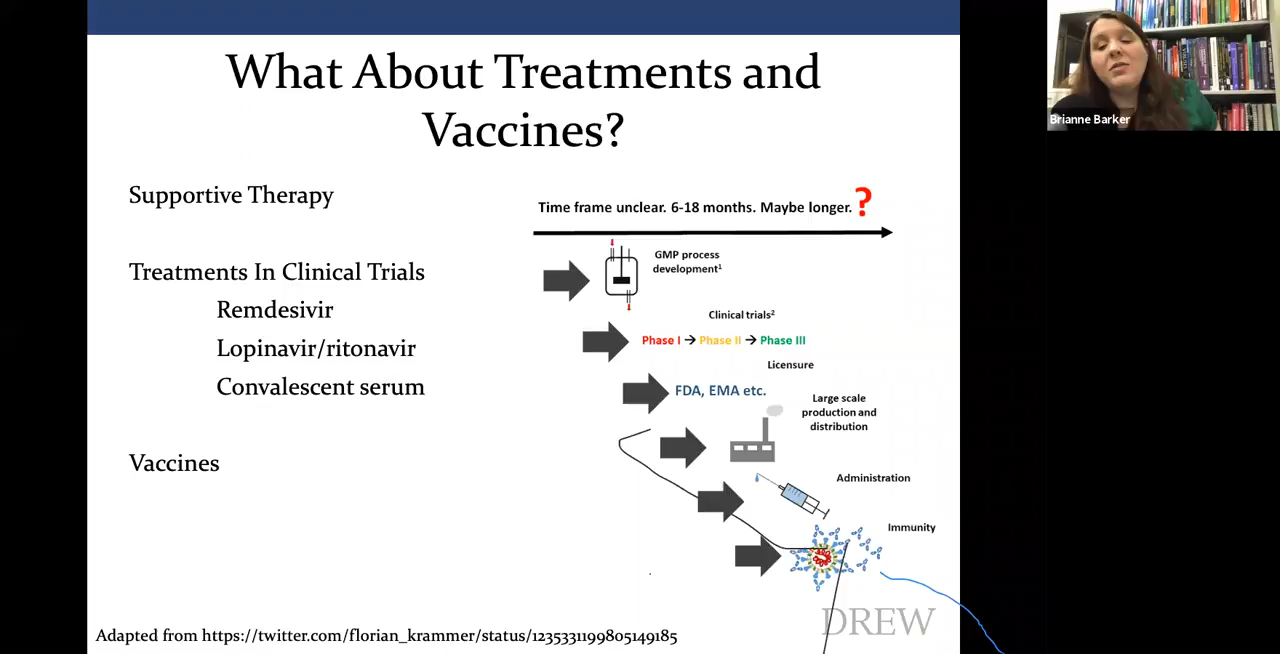 What About Treatments and
Vaccines?
Brianne Barker
Supportive Therapy
Treatments In Clinical Trials
Remdesivir
Lopinavir/ritonavir
Convalescent serum
Vaccines
Time frame unclear. 6-18 months. Maybe longer. ?
GMP process
development¹
Clinical trials²
Phase I → Phase II → Phase III
Licensure
FDA, EMA etc.
Large scale
production and
distribution
Administration
Immunity
DREW
Adapted from https://twitter.com/florian_krammer/status/1235331199805149185